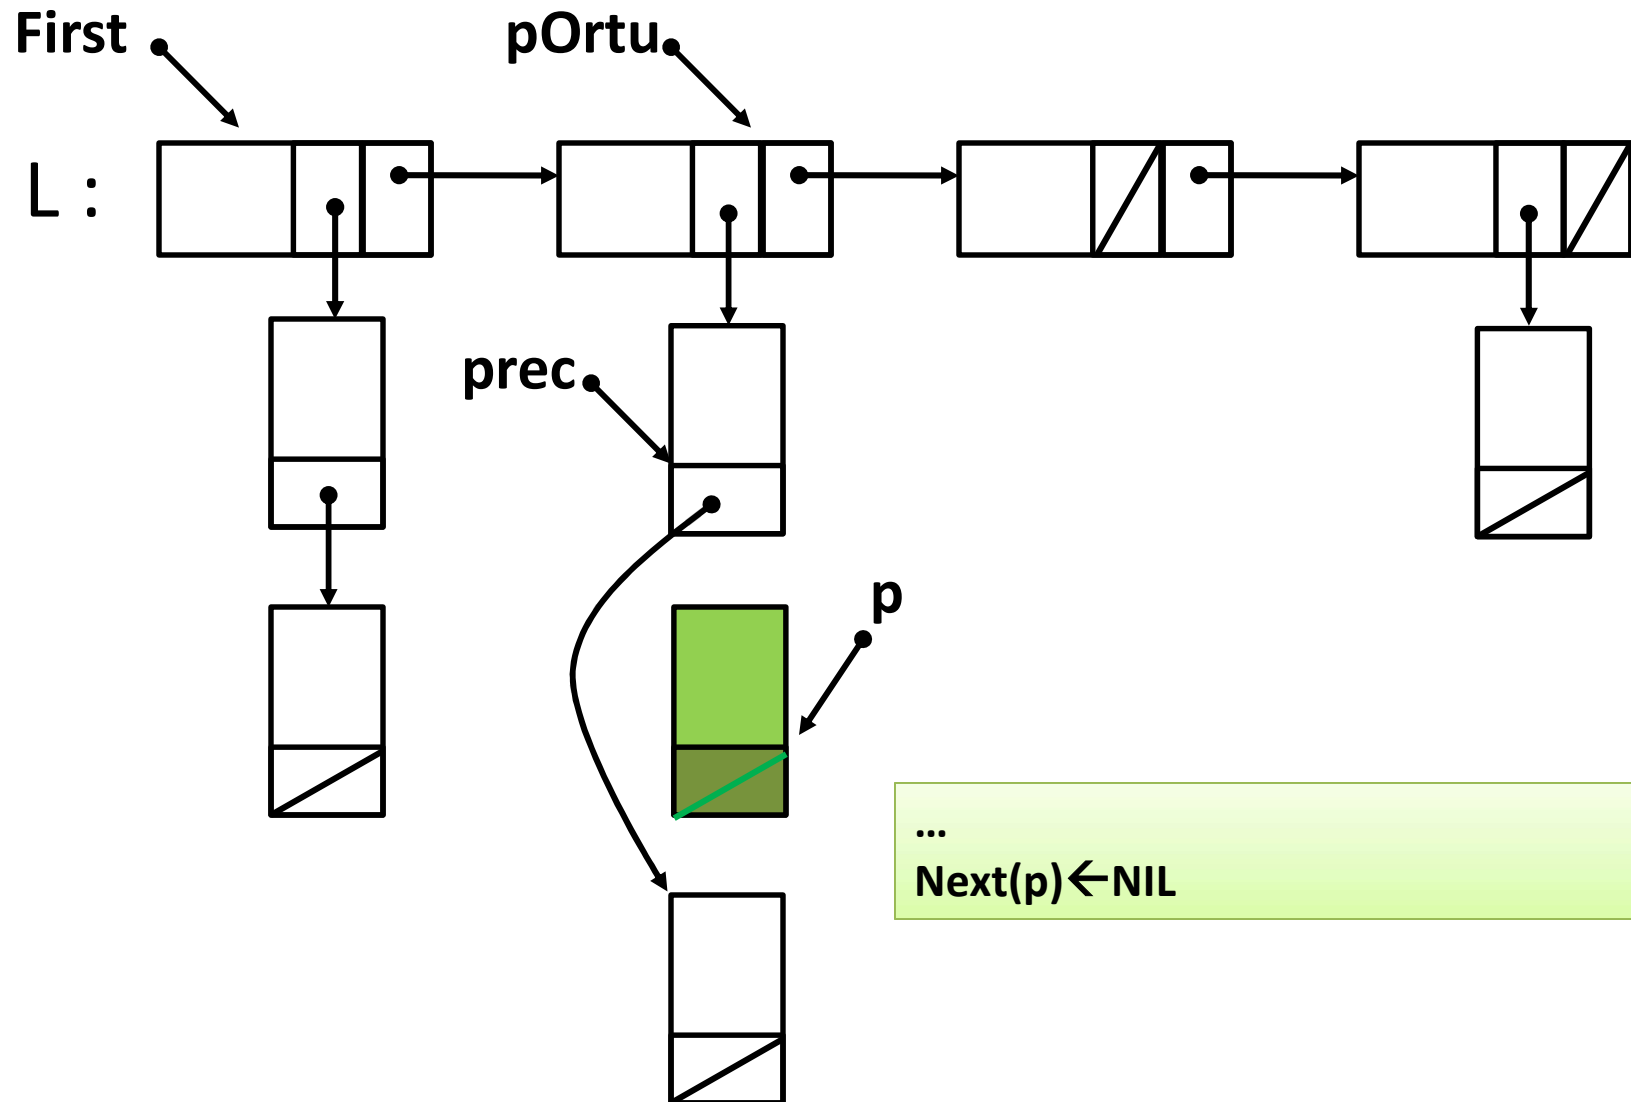 First
pOrtu
L :
prec
p
...
Next(p)←NIL